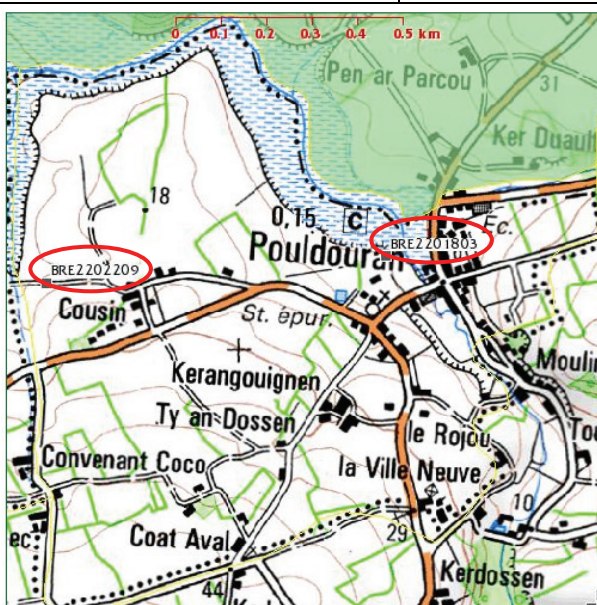 0 0.1 0.2 0.3 0.4 0.5 km
Pen ar Parcou
31
Ker Duault
18
0,15 C
Ec.
BRE2201803
Pouldouran
BRE2202209
Cousin
St. épur.
Moulin
Kerangouignen
Ty an Dossen
le Rojou
Convenant Coco
la Ville Neuve
10
ec
Coat Aval
29
Kerdossen
44